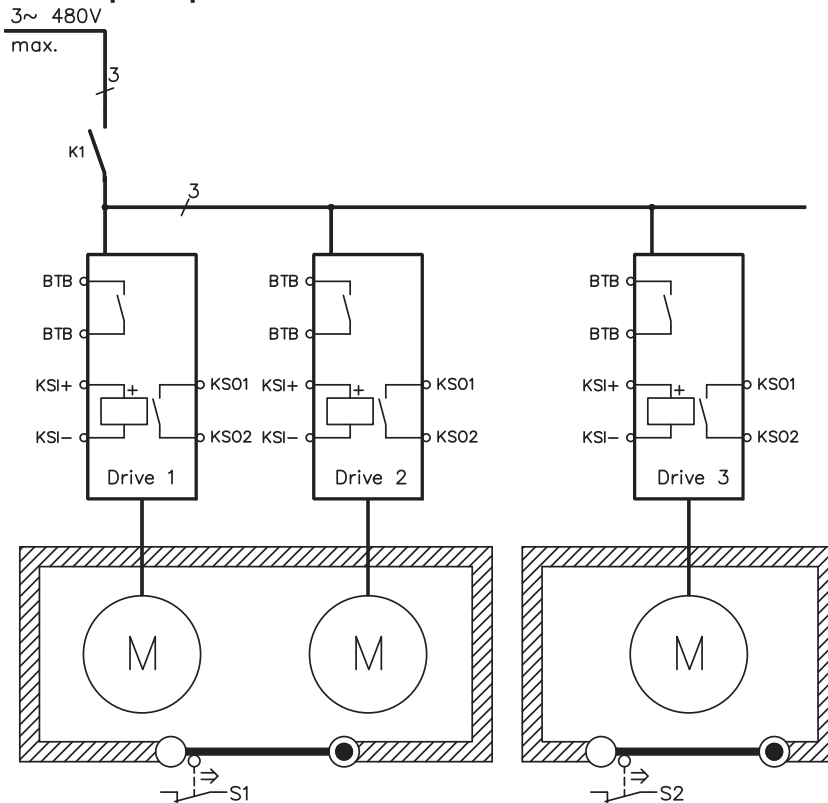 3~ 480V
max.
3
K1
3
BTB
BTB
KSI+
KSI-
+
KSO1
KSO2
Drive 1
BTB
BTB
KSI+
KSI-
+
KSO1
KSO2
Drive 2
BTB
BTB
KSI+
KSI-
+
KSO1
KSO2
Drive 3
M
M
M
S1
S2